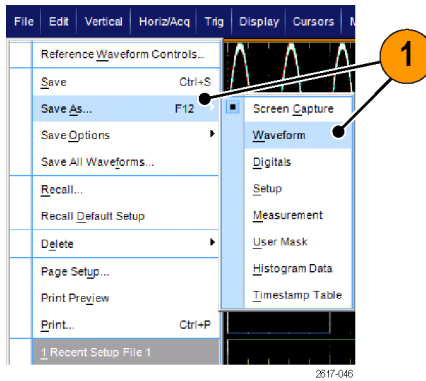 File Edit Vertical Horiz/Acq Trig Display Cursors
1
Reference Waveform Controls...
Save Ctrl+S
Save As... F12
Screen Capture
Save Options
Waveform
Save All Waveforms...
Digitals
Recall...
Setup
Recall Default Setup
Measurement
Delete
User Mask
Page Setup...
Histogram Data
Print Preview
Timestamp Table
Print... Ctrl+P
1 Recent Setup File 1
2617-046